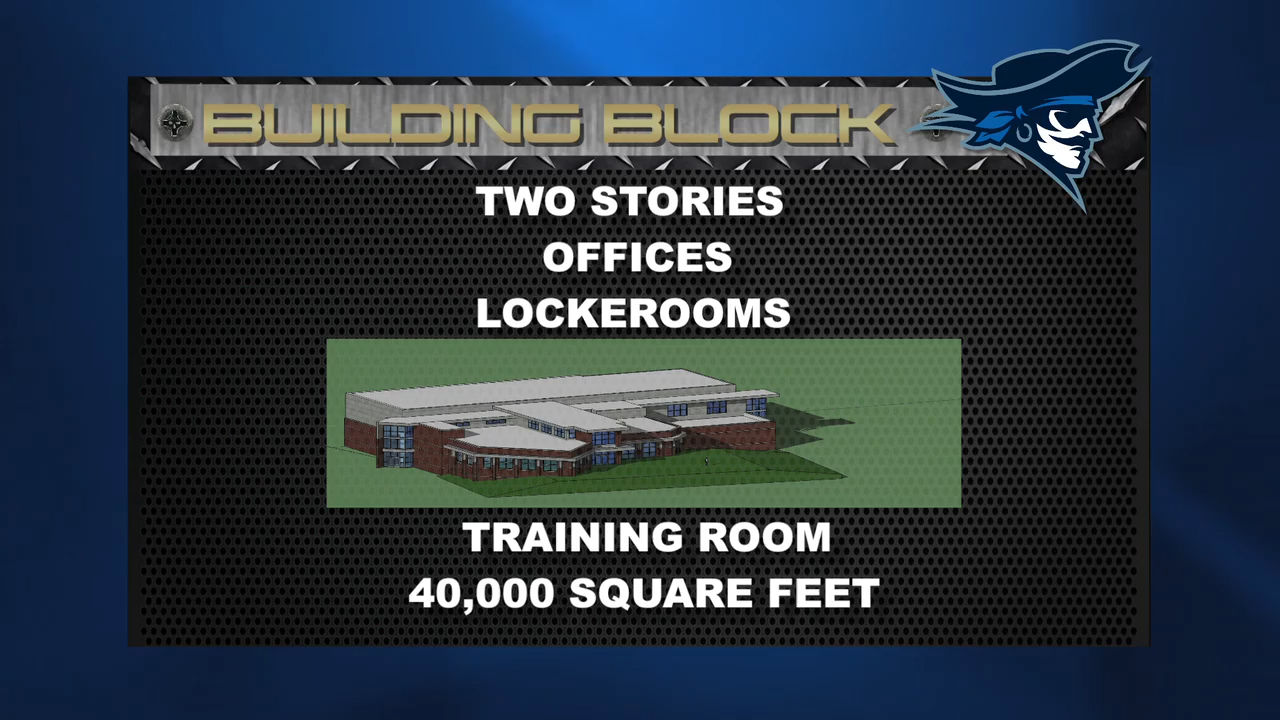 BUILDING BLOCK
TWO STORIES
OFFICES
LOCKEROOMS
TRAINING ROOM
40,000 SQUARE FEET